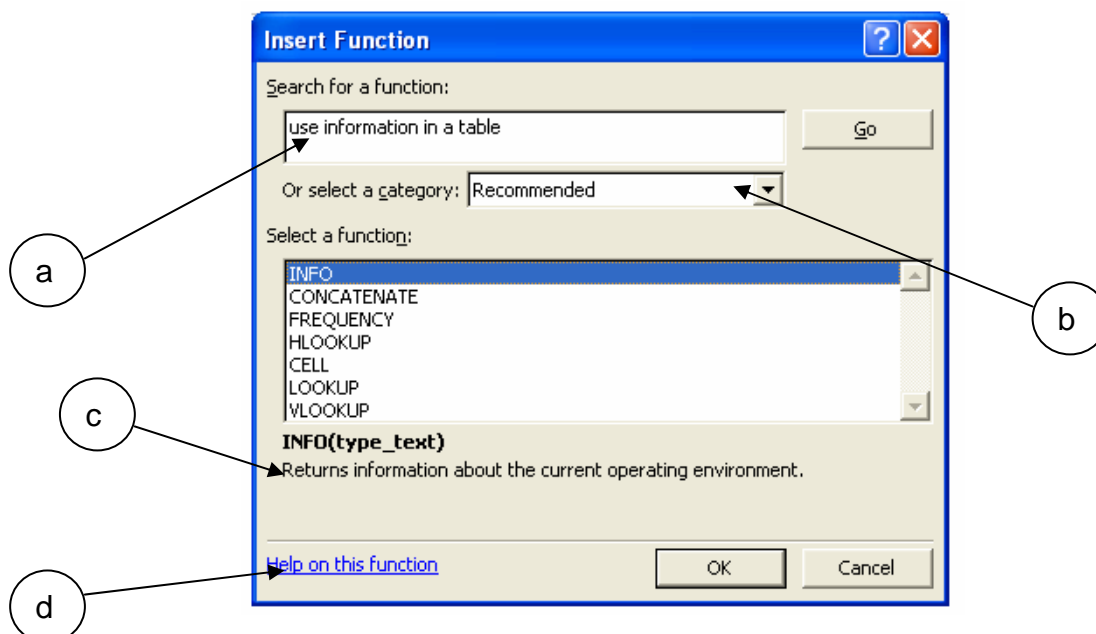 Insert Function
?
Search for a function:
use information in a table
Go
Or select a category: Recommended
a
Select a function:
INFO
CONCATENATE
FREQUENCY
HLOOKUP
CELL
LOOKUP
VLOOKUP
b
c
INFO(type_text)
Returns information about the current operating environment.
Help on this function
OK
Cancel
d